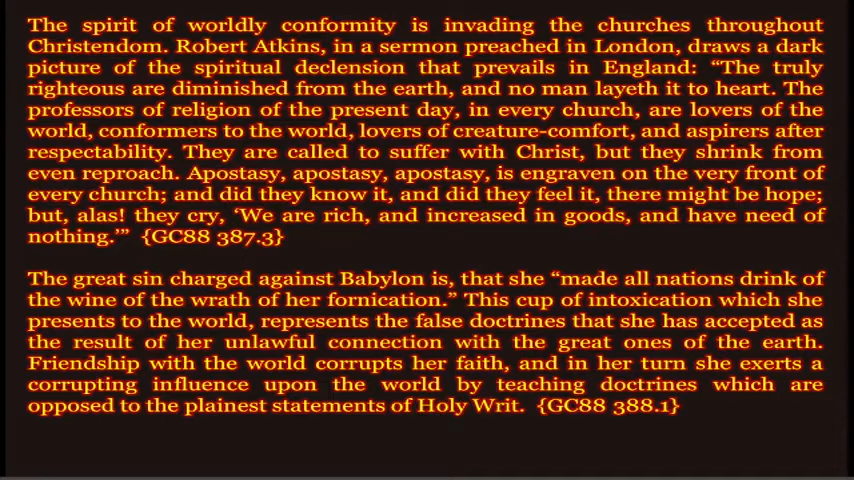 The spirit of worldly conformity is invading the churches throughout
Christendom. Robert Atkins, in a sermon preached in London, draws a dark
picture of the spiritual declension that prevails in England: “The truly
righteous are diminished from the earth, and no man layeth it to heart. The
professors of religion of the present day, in every church, are lovers of the
world, conformers to the world, lovers of creature-comfort, and aspirers after
respectability. They are called to suffer with Christ, but they shrink from
even reproach. Apostasy, apostasy, apostasy, is engraven on the very front of
every church; and did they know it, and did they feel it, there might be hope;
but, alas! they cry, ‘We are rich, and increased in goods, and have need of
nothing.’” {GC88 387.3}
The great sin charged against Babylon is, that she “made all nations drink of
the wine of the wrath of her fornication.” This cup of intoxication which she
presents to the world, represents the false doctrines that she has accepted as
the result of her unlawful connection with the great ones of the earth.
Friendship with the world corrupts her faith, and in her turn she exerts a
corrupting influence upon the world by teaching doctrines which are
opposed to the plainest statements of Holy Writ. {GC88 388.1}